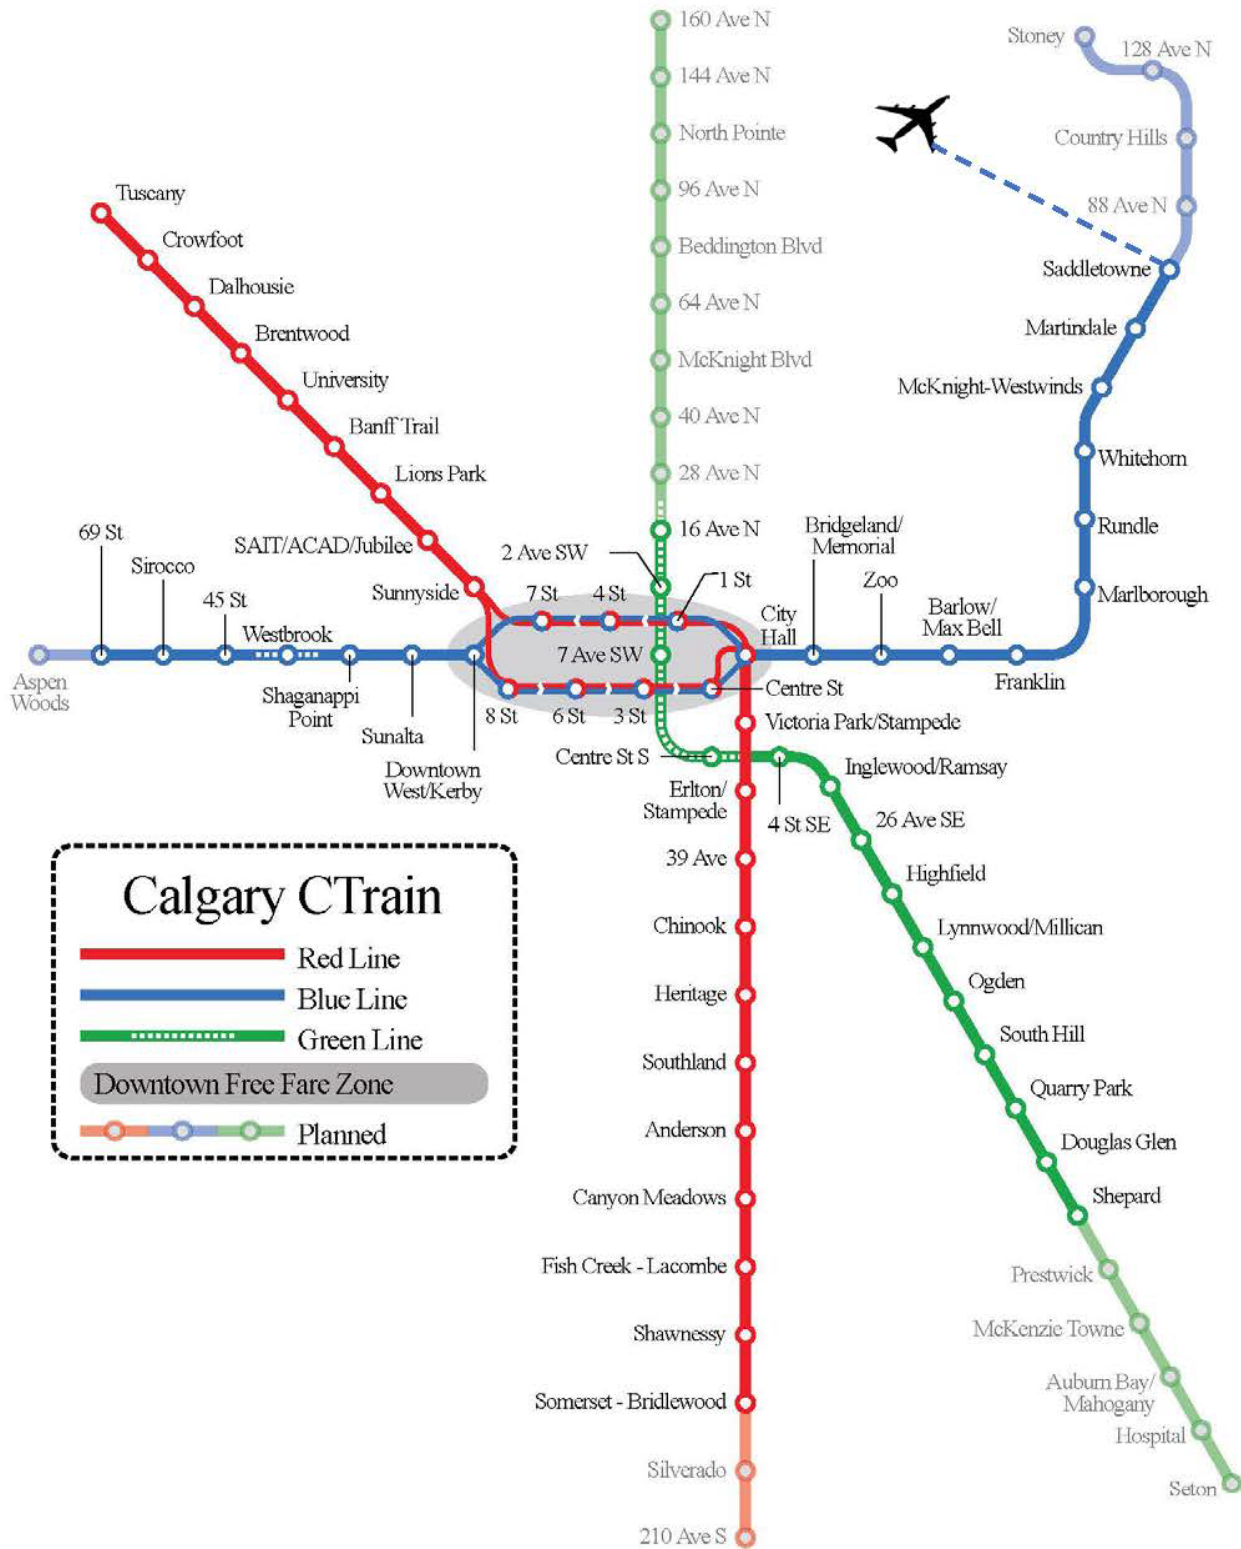 160 Ave N
144 Ave N
North Pointe
96 Ave N
Beddington Blvd
64 Ave N
McKnight Blvd
40 Ave N
28 Ave N
16 Ave N
2 Ave SW
7 Ave SW
Centre St S
4 St SE
Inglewood/Ramsay
26 Ave SE
Highfield
Lynnwood/Millican
Ogden
South Hill
Quarry Park
Douglas Glen
Shepard
Prestwick
McKenzie Towne
Auburn Bay/
Mahogany
Hospital
Seton
Stoney
128 Ave N
Country Hills
88 Ave N
Saddletowne
Martindale
McKnight-Westwinds
Whitehorn
Rundle
Marlborough
Franklin
Barlow/
Max Bell
Zoo
Bridgeland/
Memorial
City
Hall
1 St
4 St
7 St
Centre St
3 St
6 St
8 St
Downtown
West/Kerby
Sunalta
Shaganappi
Point
Westbrook
45 St
Sirocco
69 St
Aspen
Woods
Tuscany
Crowfoot
Dalhousie
Brentwood
University
Banff Trail
Lions Park
SAIT/ACAD/Jubilee
Sunnyside
Victoria Park/Stampede
Erlton/
Stampede
39 Ave
Chinook
Heritage
Southland
Anderson
Canyon Meadows
Fish Creek - Lacombe
Shawnessy
Somerset - Bridlewood
Silverado
210 Ave S
Calgary CTrain
Red Line
Blue Line
Green Line
Downtown Free Fare Zone
Planned